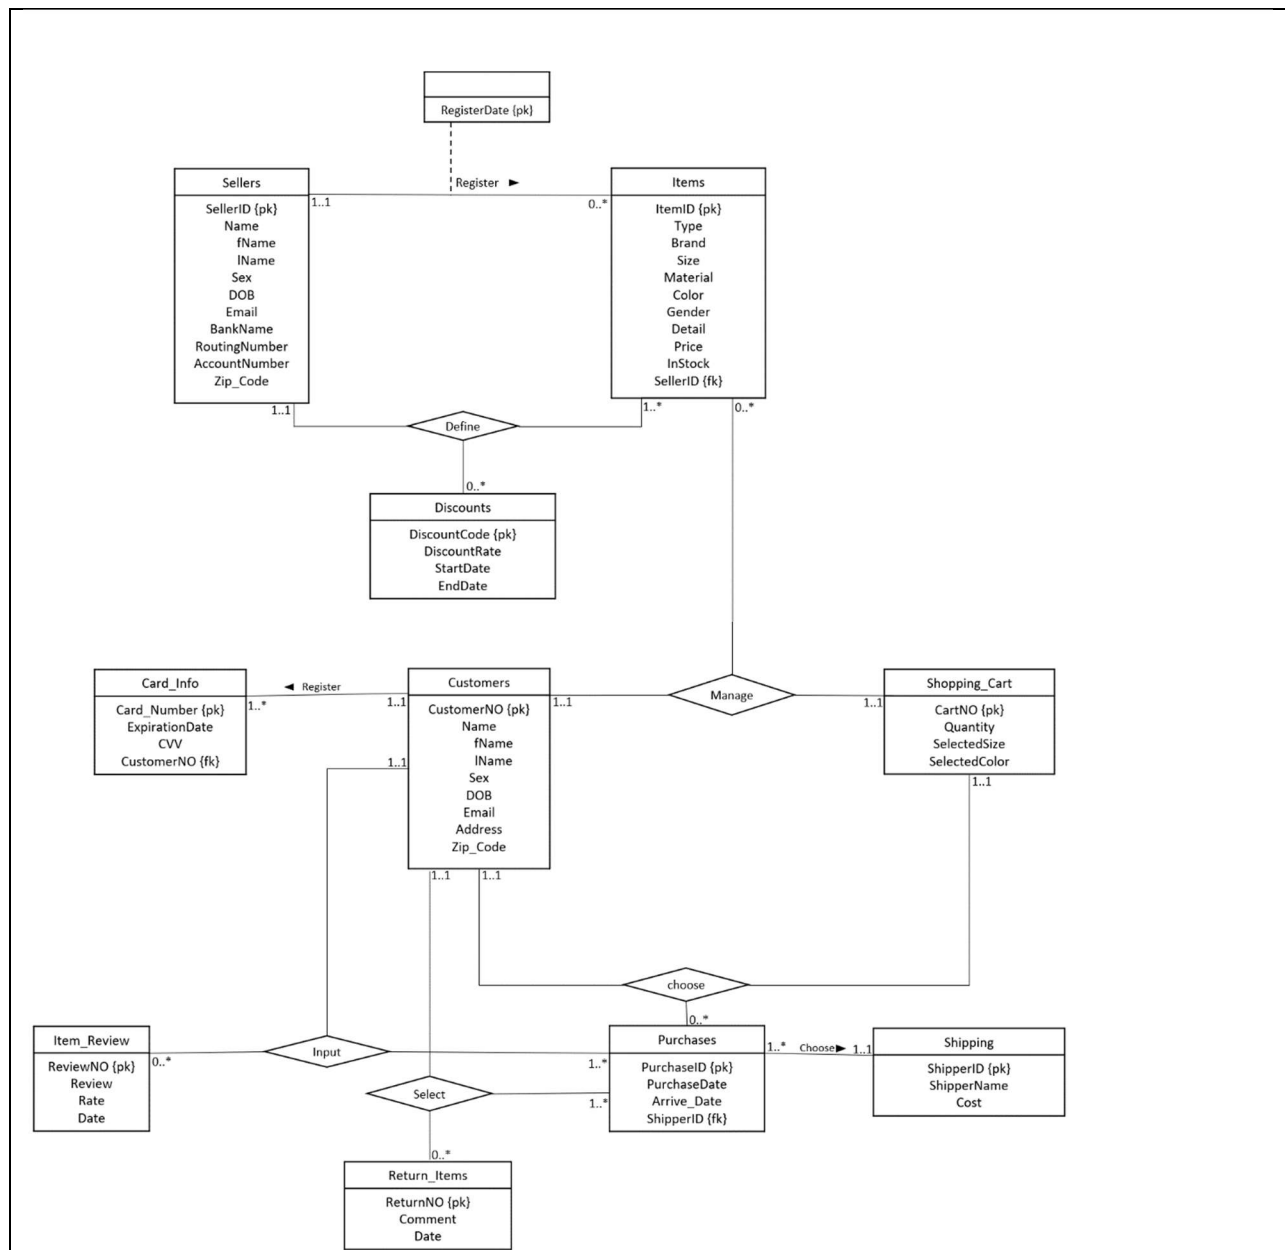 RegisterDate {pk}
Register ►
Sellers
SellerID {pk}
Name
fName
lName
Sex
DOB
Email
BankName
RoutingNumber
AccountNumber
Zip_Code
1..1
0..*
Items
ItemID {pk}
Type
Brand
Size
Material
Color
Gender
Detail
Price
InStock
SellerID {fk}
1..1
Define
1..*
0..*
0..*
Discounts
DiscountCode {pk}
DiscountRate
StartDate
EndDate
Card_Info
Card_Number {pk}
ExpirationDate
CVV
CustomerNO {fk}
◄ Register
1..*
1..1
Customers
CustomerNO {pk}
Name
fName
lName
Sex
DOB
Email
Address
Zip_Code
1..1
Manage
1..1
Shopping_Cart
CartNO {pk}
Quantity
SelectedSize
SelectedColor
1..1
1..1
1..1
1..1
choose
0..*
Item_Review
ReviewNO {pk}
Review
Rate
Date
0..*
Input
1..*
Select
1..*
Purchases
PurchaseID {pk}
PurchaseDate
Arrive_Date
ShipperID {fk}
1..*
Choose►
1..1
Shipping
ShipperID {pk}
ShipperName
Cost
0..*
Return_Items
ReturnNO {pk}
Comment
Date